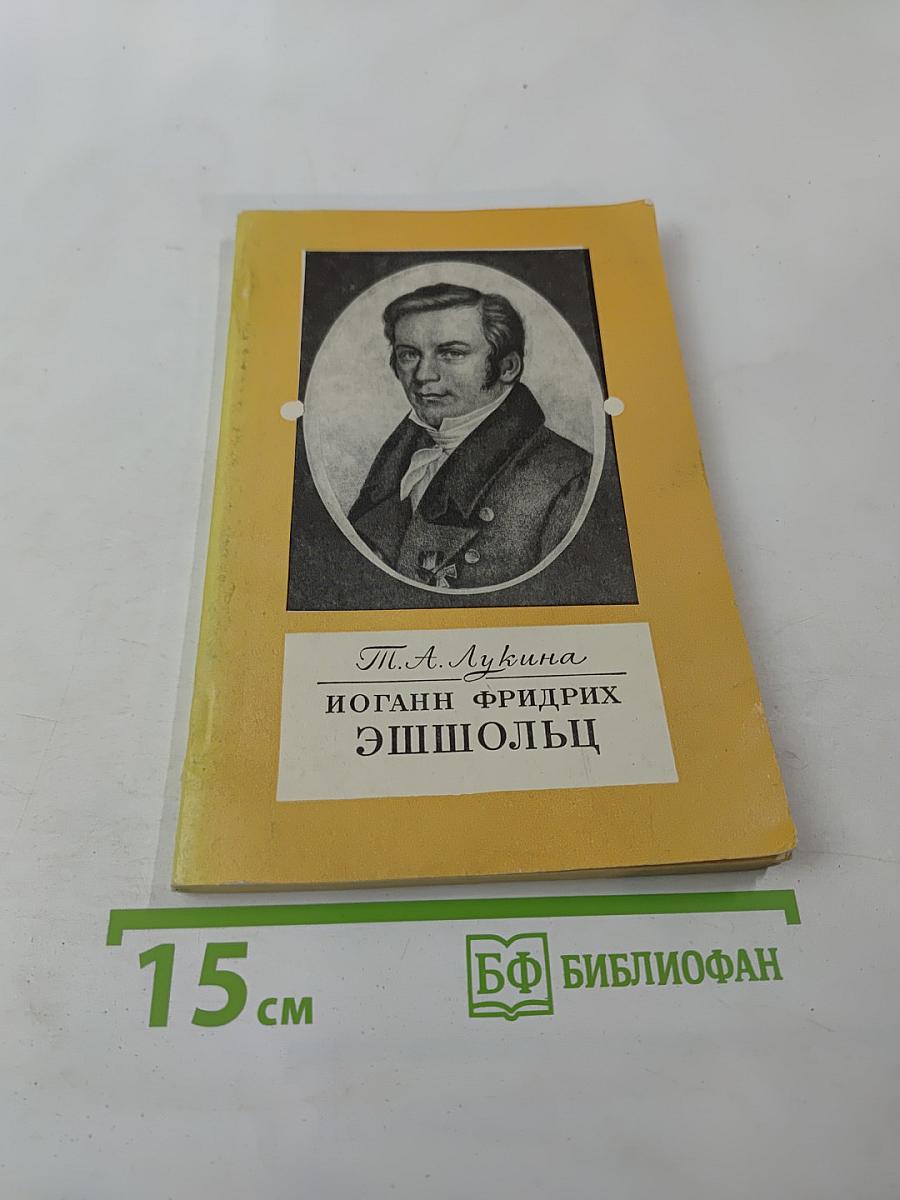 Т. А. Лукина
ИОГАНН ФРИДРИХ
ЭШШОЛЬЦ
15 см
БФ БИБЛИОФАН